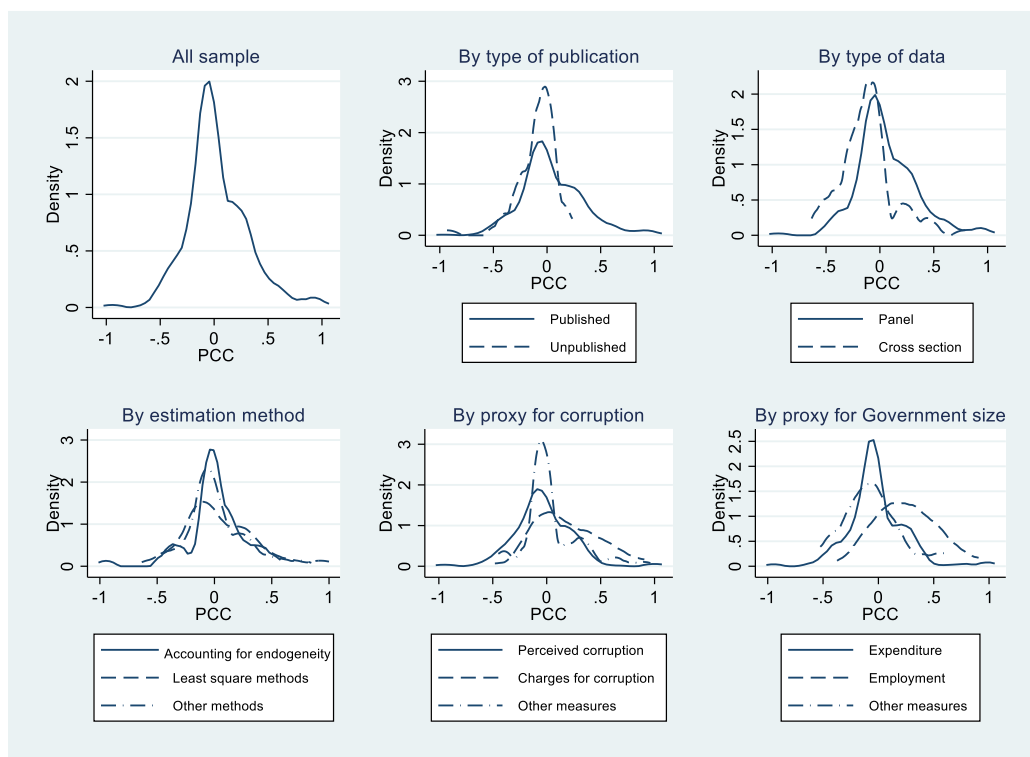 All sample
Density
2
1.5
1
.5
0
-1 -.5 0 .5 1
PCC
By type of publication
Density
3
2
1
0
-1 -.5 0 .5 1
PCC
Published
Unpublished
By type of data
Density
2
1.5
1
.5
0
-1 -.5 0 .5 1
PCC
Panel
Cross section
By estimation method
Density
3
2
1
0
-1 -.5 0 .5 1
PCC
Accounting for endogeneity
Least square methods
Other methods
By proxy for corruption
Density
3
2
1
0
-1 -.5 0 .5 1
PCC
Perceived corruption
Charges for corruption
Other measures
By proxy for Government size
Density
2.5
2
1.5
1
.5
0
-1 -.5 0 .5 1
PCC
Expenditure
Employment
Other measures